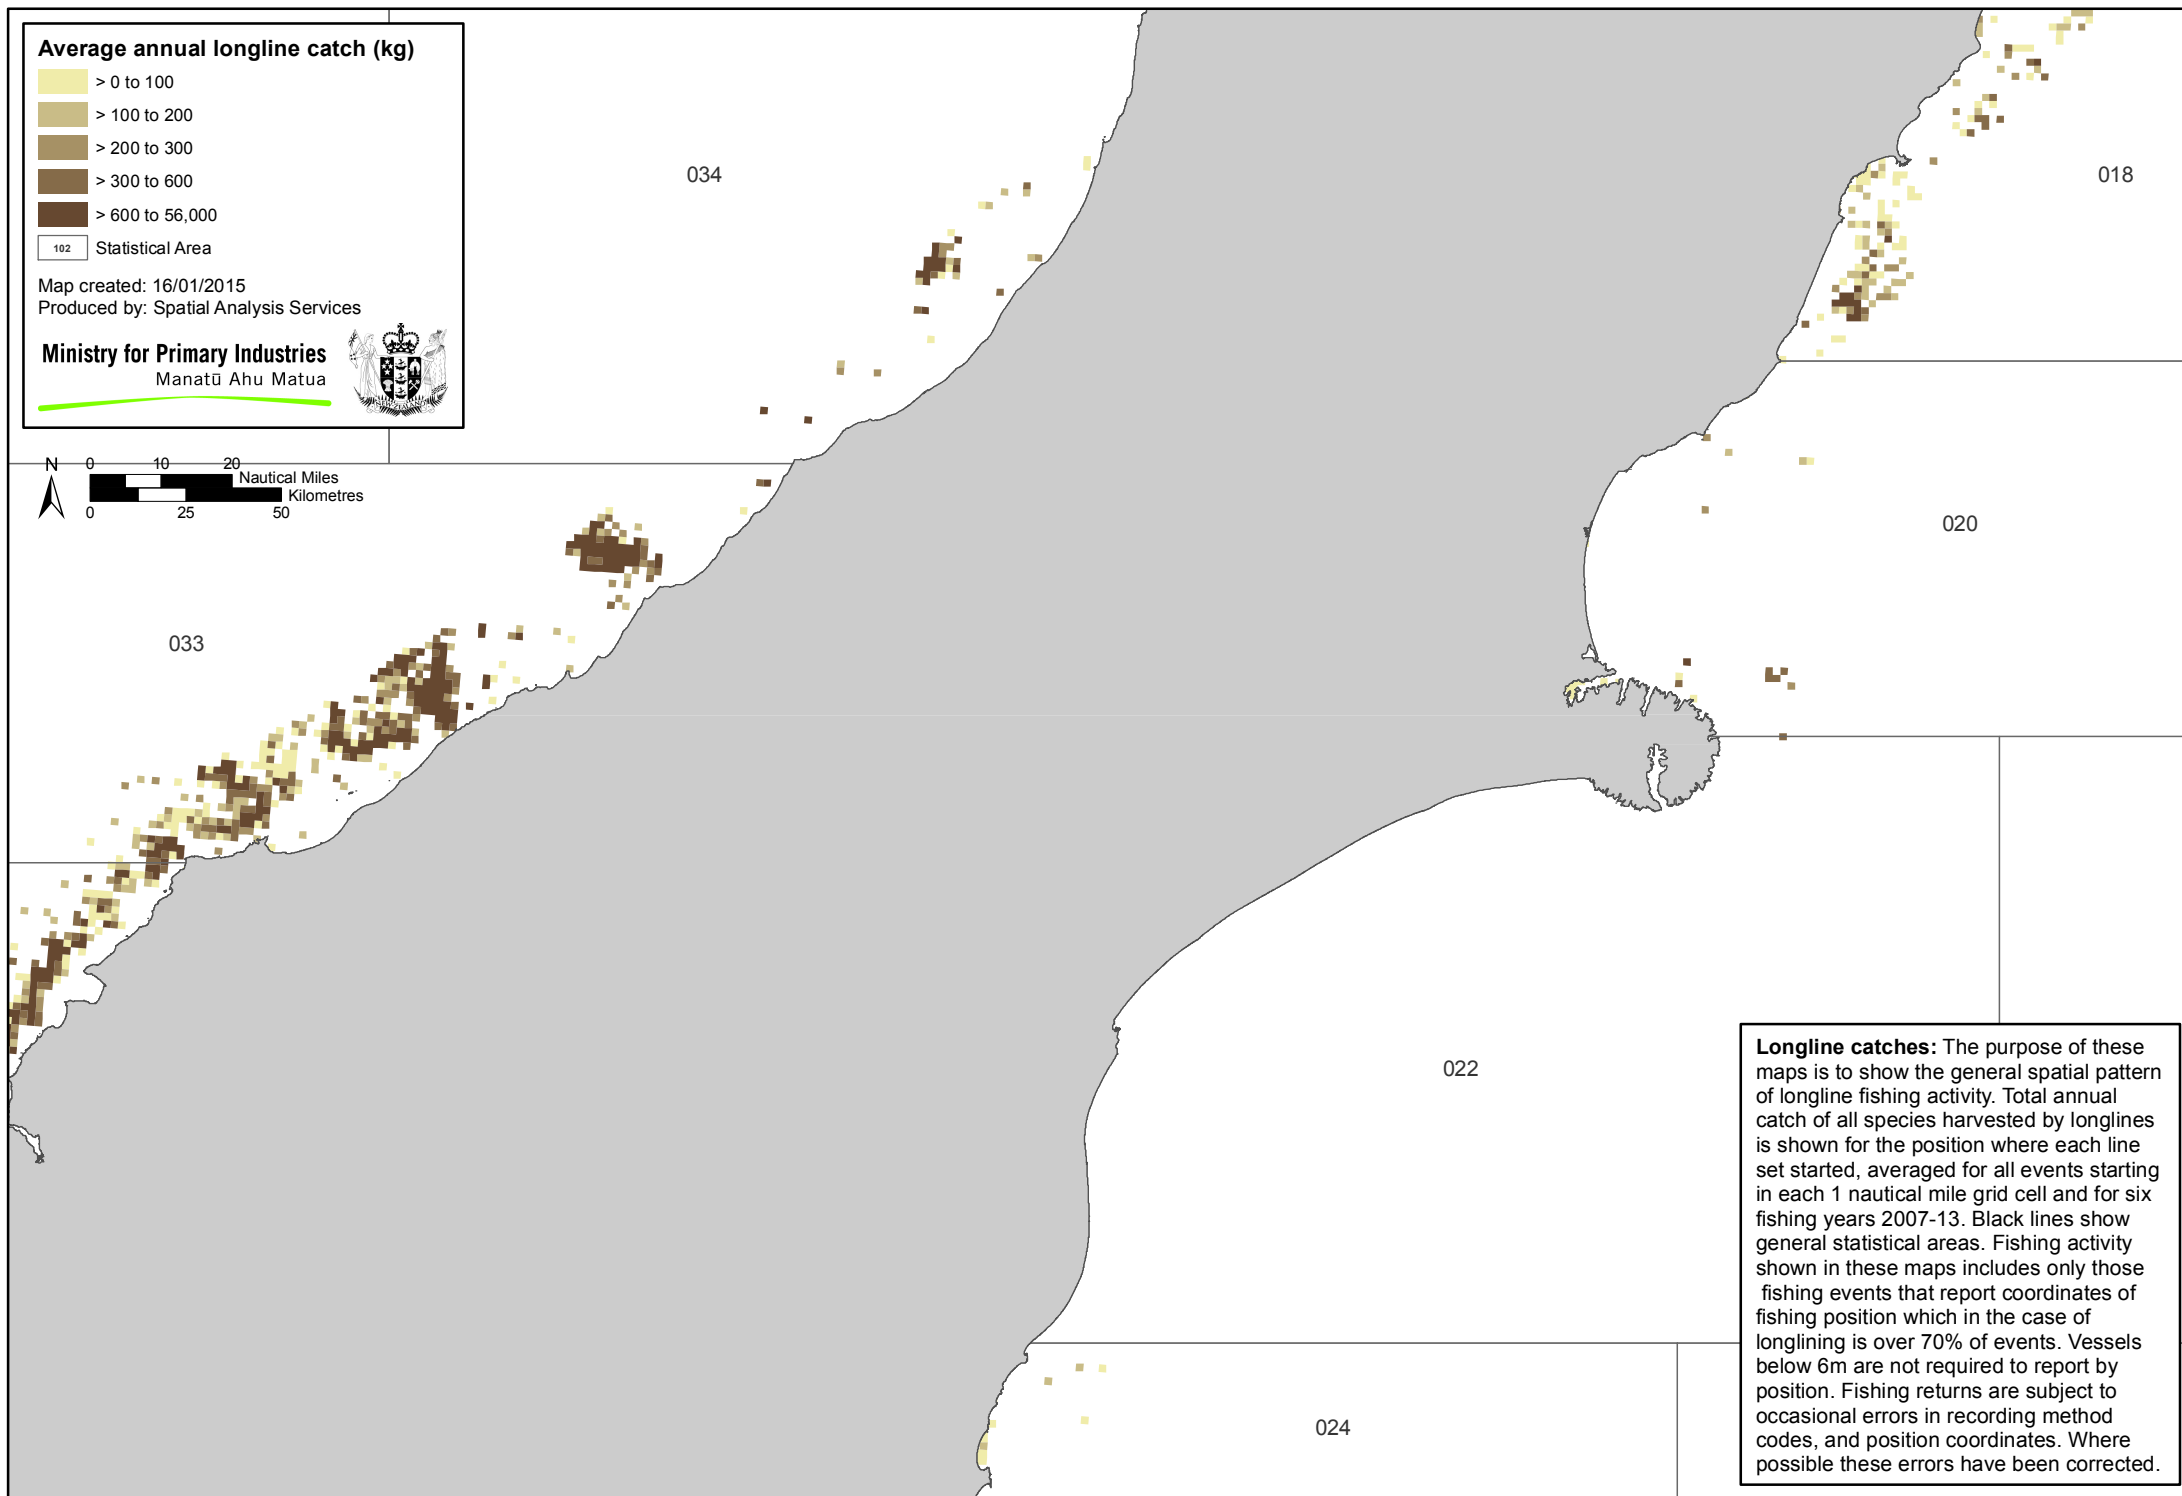 Average annual longline catch (kg)
> 0 to 100
> 100 to 200
> 200 to 300
> 300 to 600
> 600 to 56,000
102 Statistical Area
Map created: 16/01/2015
Produced by: Spatial Analysis Services
Ministry for Primary Industries
Manatū Ahu Matua
NEW ZEALAND
N
0 10 20
Nautical Miles
Kilometres
0 25 50
034
018
020
033
022
024
Longline catches: The purpose of these
maps is to show the general spatial pattern
of longline fishing activity. Total annual
catch of all species harvested by longlines
is shown for the position where each line
set started, averaged for all events starting
in each 1 nautical mile grid cell and for six
fishing years 2007-13. Black lines show
general statistical areas. Fishing activity
shown in these maps includes only those
fishing events that report coordinates of
fishing position which in the case of
longlining is over 70% of events. Vessels
below 6m are not required to report by
position. Fishing returns are subject to
occasional errors in recording method
codes, and position coordinates. Where
possible these errors have been corrected.